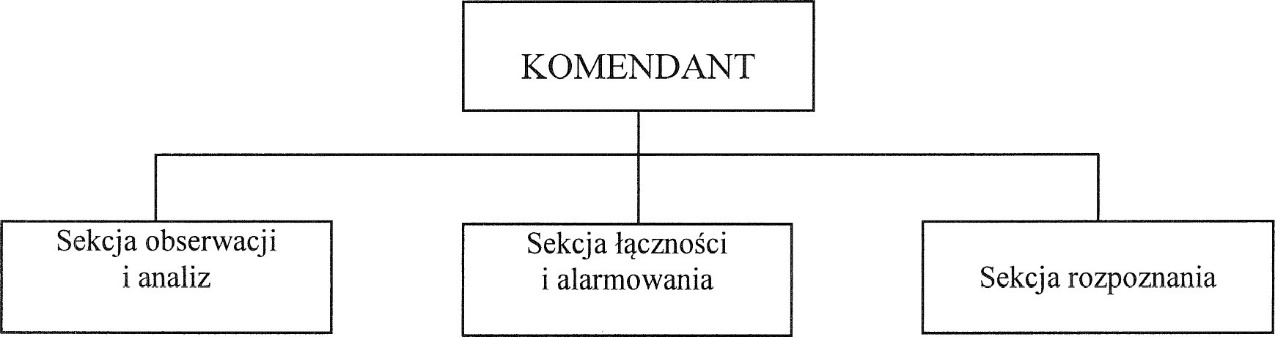 KOMENDANT
Sekcja obserwacji
i analiz
Sekcja łączności
i alarmowania
Sekcja rozpoznania